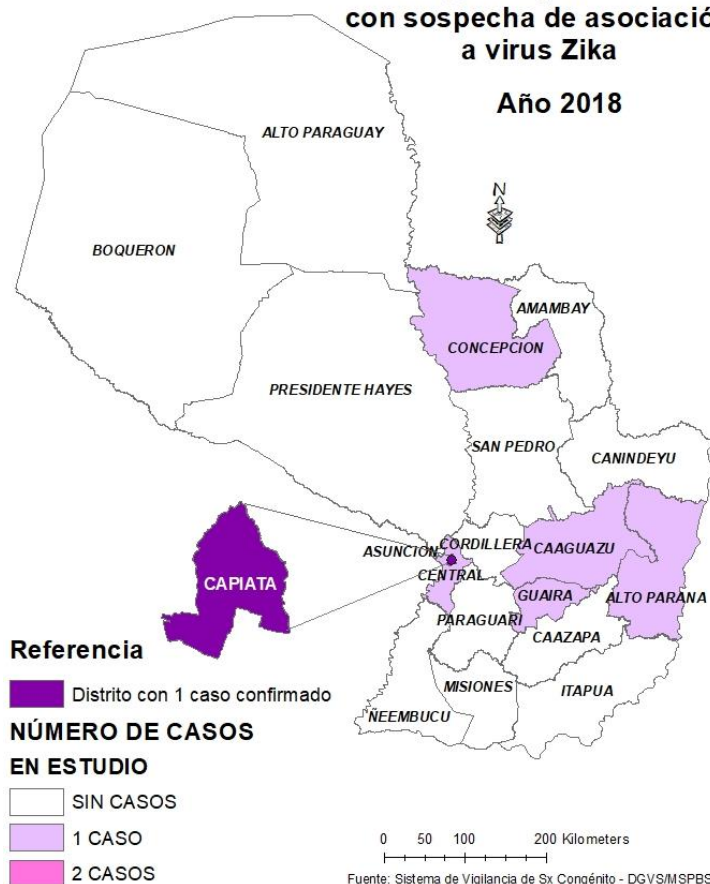 con sospecha de asociació
a virus Zika
Año 2018
ALTO PARAGUAY
N
BOQUERON
AMAMBAY
CONCEPCION
PRESIDENTE HAYES
SAN PEDRO
CANINDEYU
ASUNCION
CORDILLERA
CAAGUAZU
CAPIATA
CENTRAL
GUAIRA
ALTO PARANA
PARAGUARI
CAAZAPA
Referencia
Distrito con 1 caso confirmado
MISIONES
ITAPUA
ÑEEMBUCU
NÚMERO DE CASOS
EN ESTUDIO
SIN CASOS
1 CASO
2 CASOS
0 50 100 200 Kilometers
Fuente: Sistema de Vigilancia de Sx Congénito - DGVS/MSPBS